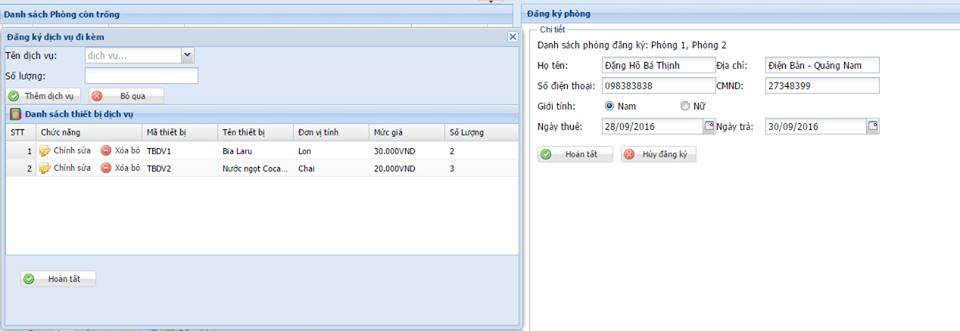 Danh sách Phòng còn trống
Đăng ký dịch vụ đi kèm
Tên dịch vụ: dịch vụ...
Số lượng:
Thêm dịch vụ Bỏ qua
Danh sách thiết bị dịch vụ
STT Chức năng Mã thiết bị Tên thiết bị Đơn vị tính Mức giá Số Lượng
1 Chỉnh sửa Xóa bỏ TBDV1 Bia Laru Lon 30.000VND 2
2 Chỉnh sửa Xóa bỏ TBDV2 Nước ngọt Coca... Chai 20.000VND 3
Hoàn tất
Đăng ký phòng
Chi tiết
Danh sách phòng đăng ký: Phòng 1, Phòng 2
Họ tên: Đặng Hồ Bá Thịnh Địa chỉ: Điện Bàn - Quảng Nam
Số điện thoại: 098383838 CMND: 27348399
Giới tính: Nam Nữ
Ngày thuê: 28/09/2016 Ngày trả: 30/09/2016
Hoàn tất Hủy đăng ký